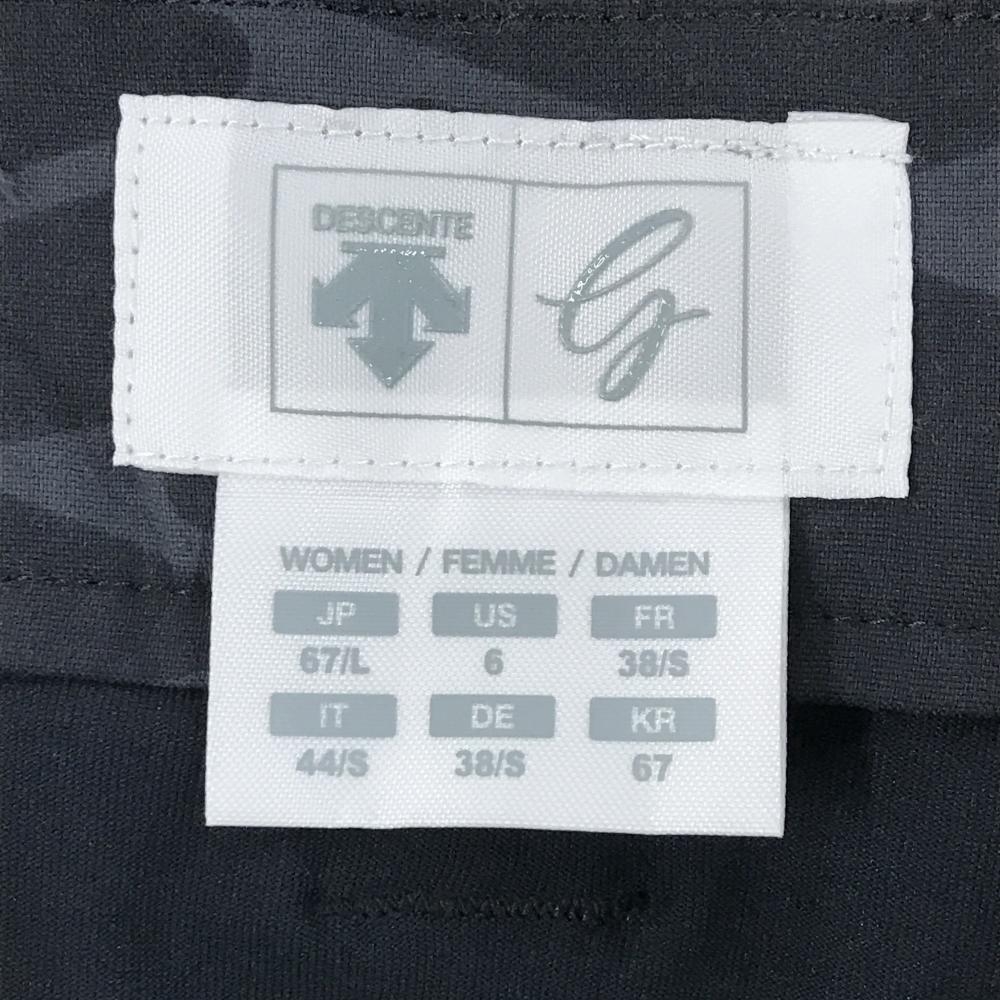 DESCENTE
G
WOMEN / FEMME / DAMEN
JP US FR
67/L 6 38/S
IT DE KR
44/S 38/S 67